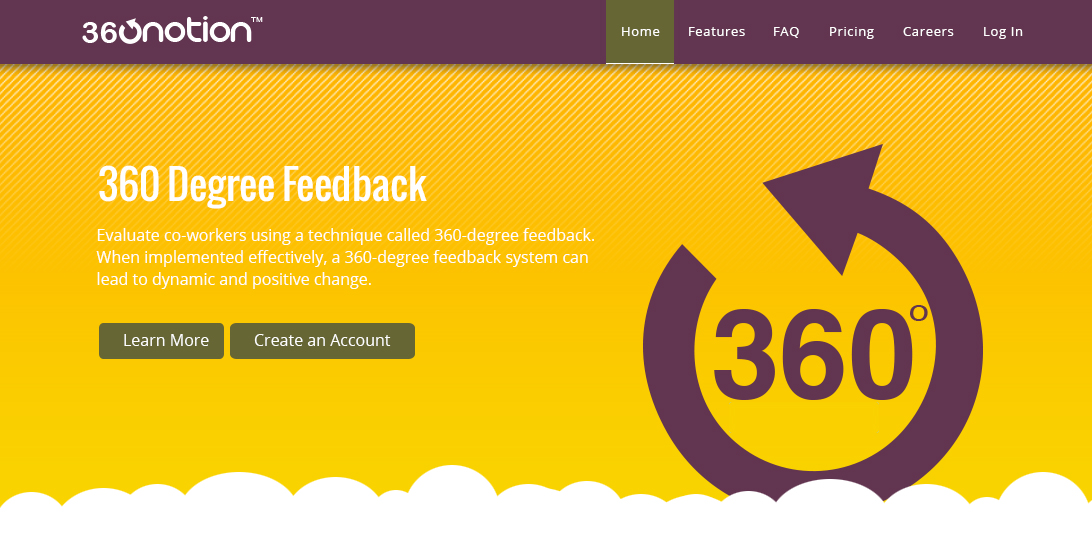 360notion™
Home Features FAQ Pricing Careers Log In
360 Degree Feedback
Evaluate co-workers using a technique called 360-degree feedback.
When implemented effectively, a 360-degree feedback system can
lead to dynamic and positive change.
Learn More Create an Account
360°